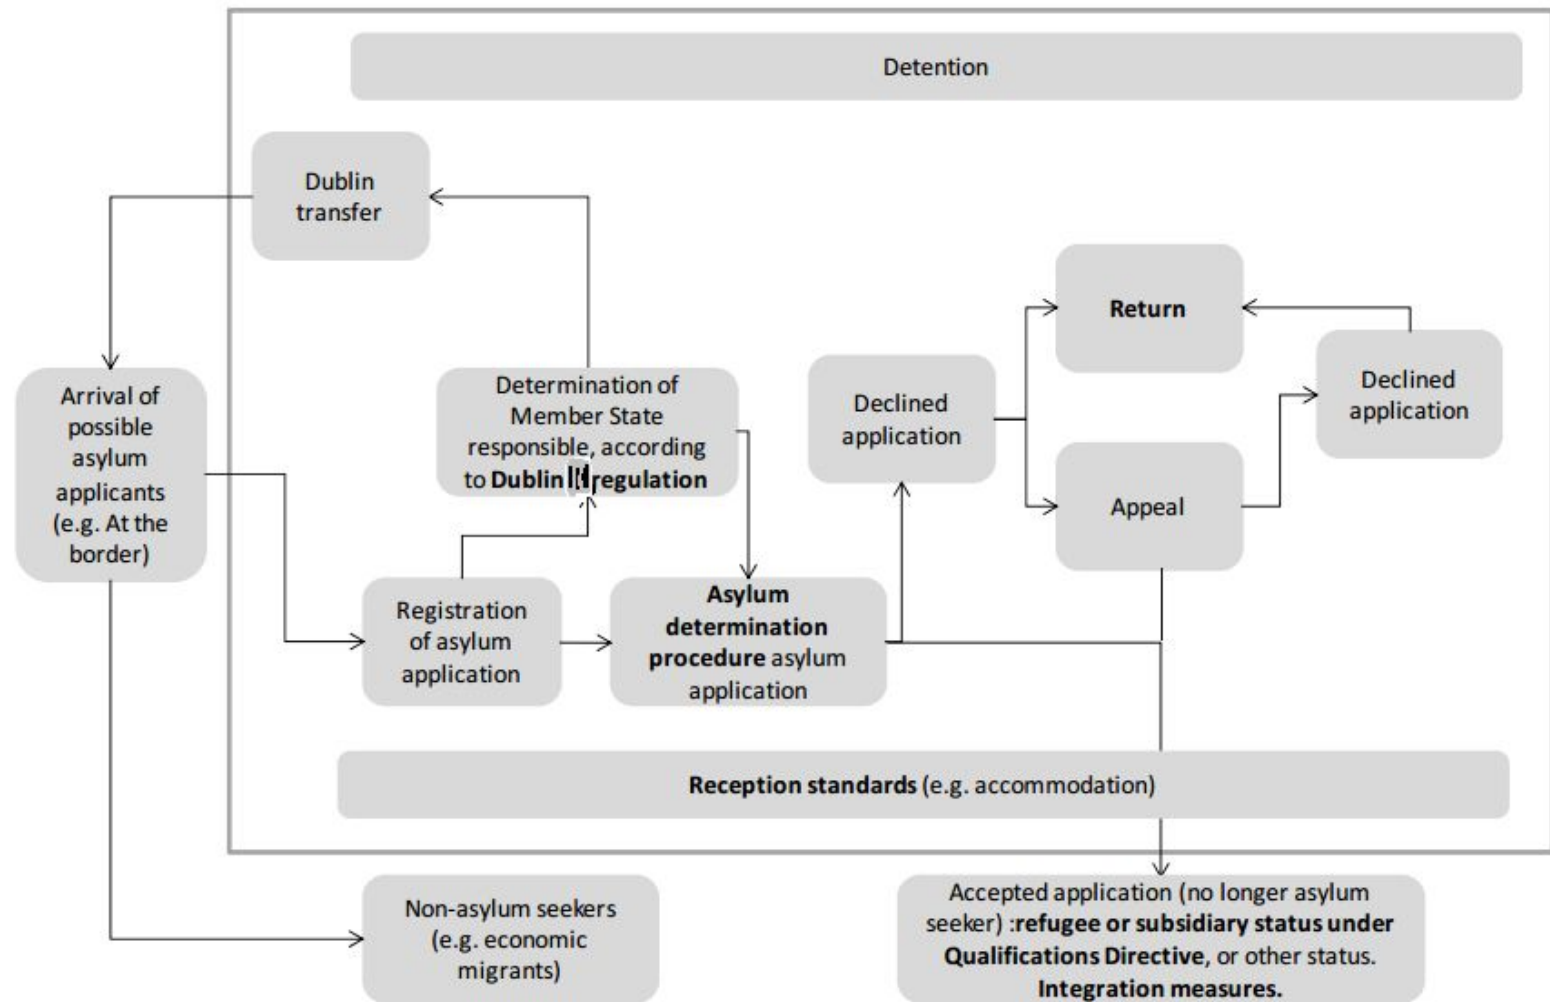 Detention
Dublin
transfer
Return
Declined
application
Arrival of
possible
asylum
applicants
(e.g. At the
border)
Determination of
Member State
responsible, according
to Dublin regulation
Declined
application
Appeal
Registration
of asylum
application
Asylum
determination
procedure asylum
application
Reception standards (e.g. accommodation)
Non-asylum seekers
(e.g. economic
migrants)
Accepted application (no longer asylum
seeker) :refugee or subsidiary status under
Qualifications Directive, or other status.
Integration measures.